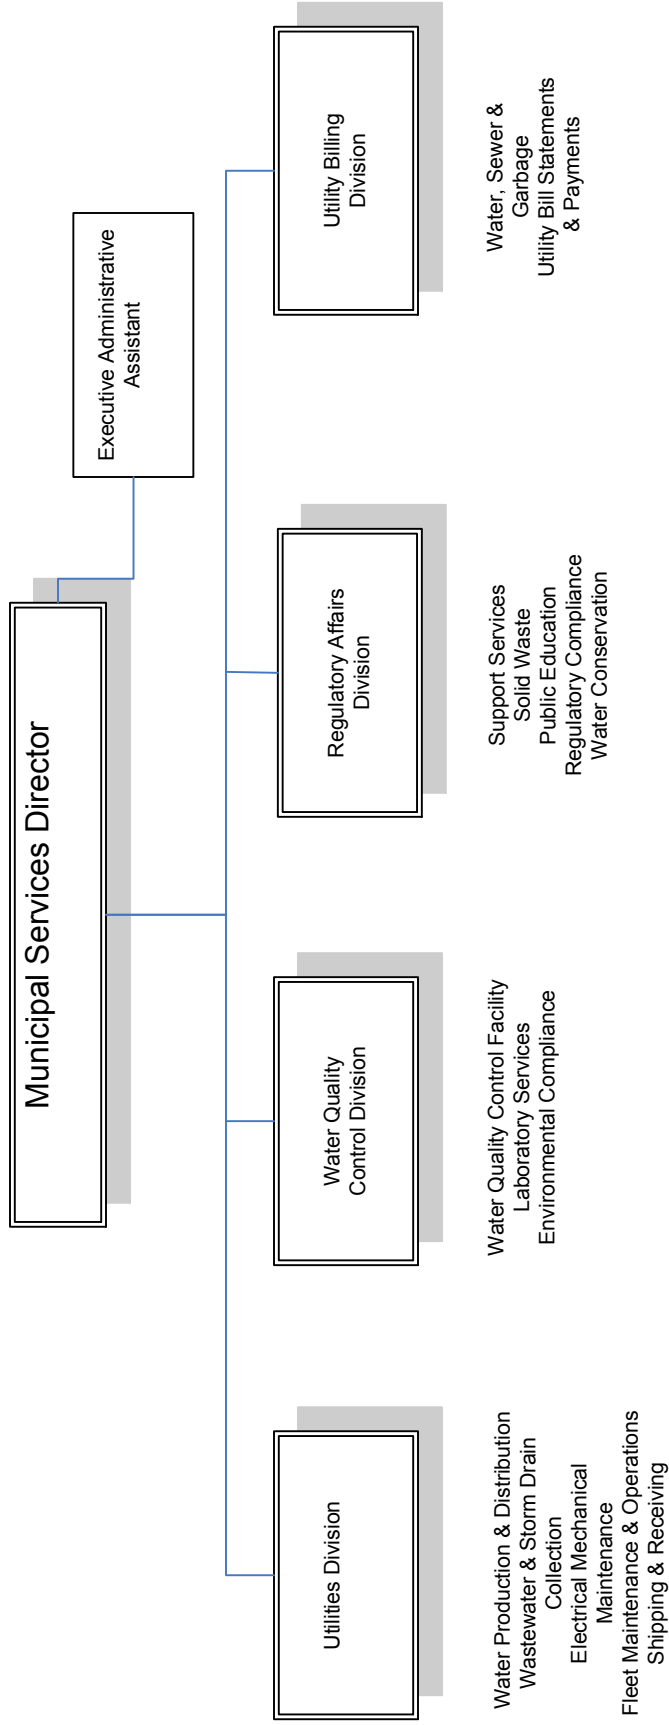 Municipal Services Director
Executive Administrative
Assistant
Utilities Division
Water Quality
Control Division
Regulatory Affairs
Division
Utility Billing
Division
Water Production & Distribution
Wastewater & Storm Drain
Collection
Electrical Mechanical
Maintenance
Fleet Maintenance & Operations
Shipping & Receiving
Water Quality Control Facility
Laboratory Services
Environmental Compliance
Support Services
Solid Waste
Public Education
Regulatory Compliance
Water Conservation
Water, Sewer &
Garbage
Utility Bill Statements
& Payments